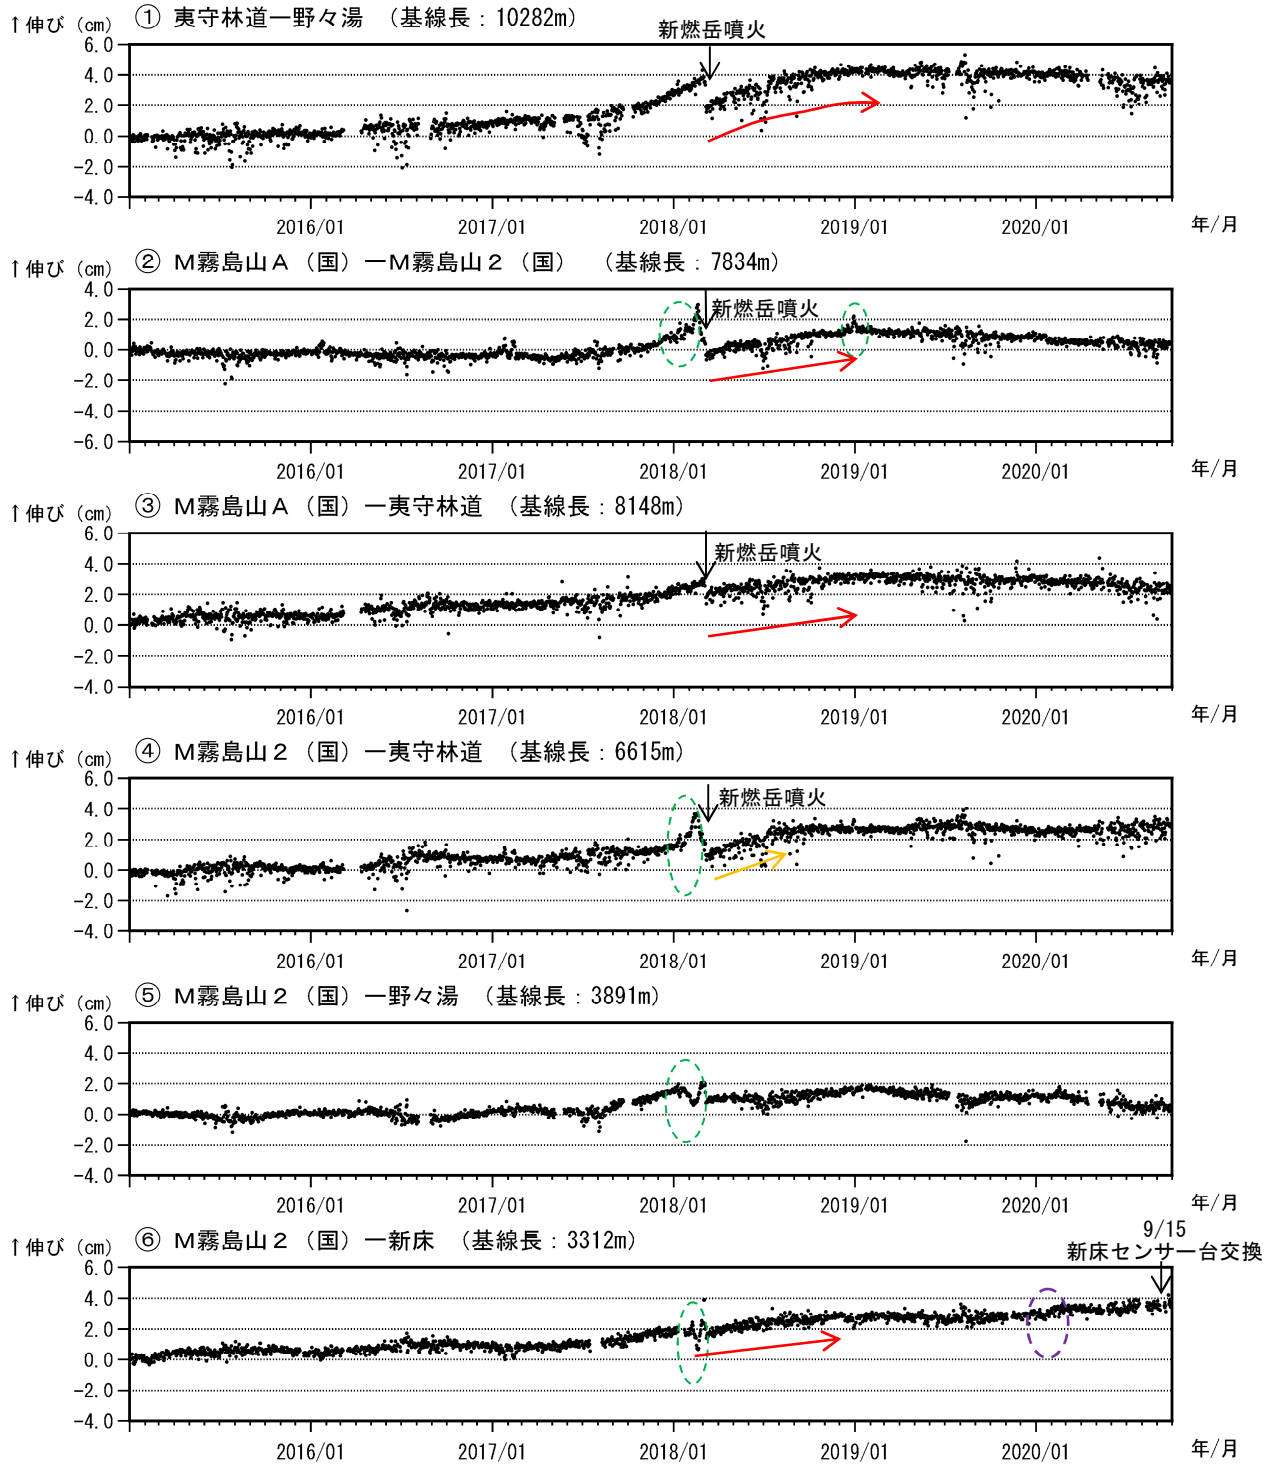 ↑伸び（cm） ① 夷守林道ー野々湯 （基線長：10282m）
新燃岳噴火
6.0
4.0
2.0
0.0
-2.0
-4.0
2016/01 2017/01 2018/01 2019/01 2020/01 年/月
↑伸び（cm） ② Ｍ霧島山Ａ（国）ーＭ霧島山２（国） （基線長：7834m）
新燃岳噴火
4.0
2.0
0.0
-2.0
-4.0
-6.0
2016/01 2017/01 2018/01 2019/01 2020/01 年/月
↑伸び（cm） ③ Ｍ霧島山Ａ（国）ー夷守林道 （基線長：8148m）
新燃岳噴火
6.0
4.0
2.0
0.0
-2.0
-4.0
2016/01 2017/01 2018/01 2019/01 2020/01 年/月
↑伸び（cm） ④ Ｍ霧島山２（国）ー夷守林道 （基線長：6615m）
新燃岳噴火
6.0
4.0
2.0
0.0
-2.0
-4.0
2016/01 2017/01 2018/01 2019/01 2020/01 年/月
↑伸び（cm） ⑤ Ｍ霧島山２（国）ー野々湯 （基線長：3891m）
6.0
4.0
2.0
0.0
-2.0
-4.0
2016/01 2017/01 2018/01 2019/01 2020/01 年/月
↑伸び（cm） ⑥ Ｍ霧島山２（国）ー新床 （基線長：3312m）
9/15
新床センサー台交換
6.0
4.0
2.0
0.0
-2.0
-4.0
2016/01 2017/01 2018/01 2019/01 2020/01 年/月